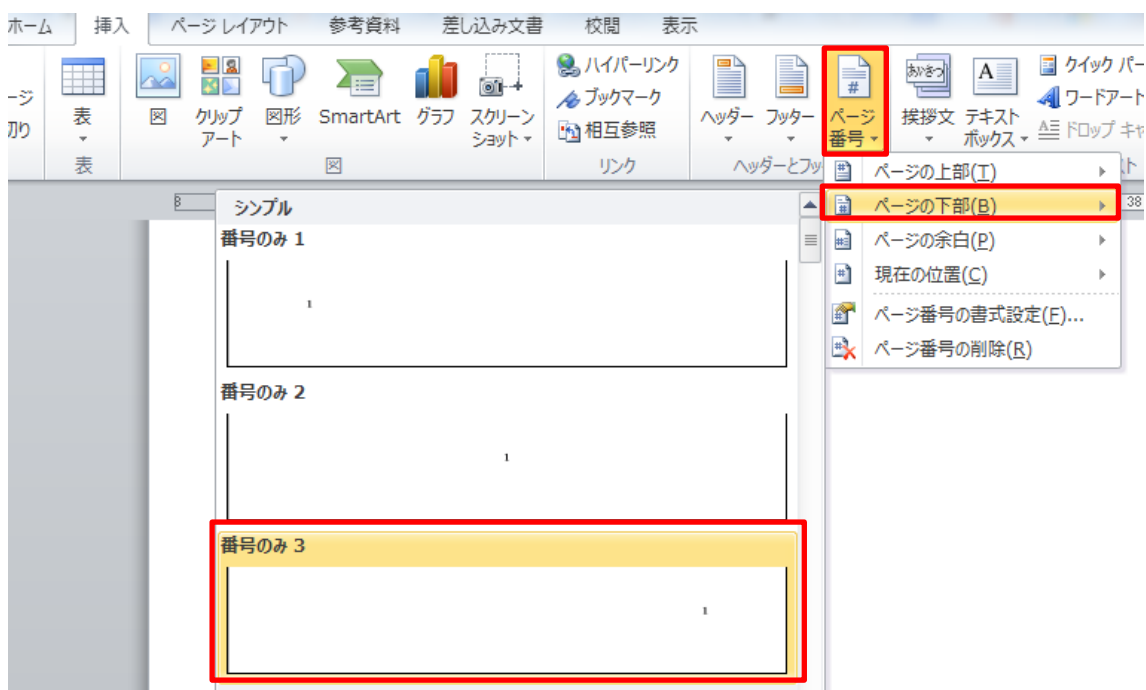 ホーム 挿入 ページ レイアウト 参考資料 差し込み文書 校閲 表示
ージ
切り
表
表
図
クリップ
アート
図形
SmartArt
グラフ
スクリーン
ショット
図
ハイパーリンク
ブックマーク
相互参照
リンク
ヘッダー
フッター
ページ
番号
ヘッダーとフッ
あいさつ
挨拶文
A
テキスト
ボックス
クイック パー
ワードアート
ドロップ キャ
ト
ページの上部(T)
ページの下部(B)
ページの余白(P)
現在の位置(C)
ページ番号の書式設定(F)...
ページ番号の削除(R)
8
38
シンプル
番号のみ 1
1
番号のみ 2
1
番号のみ 3
1